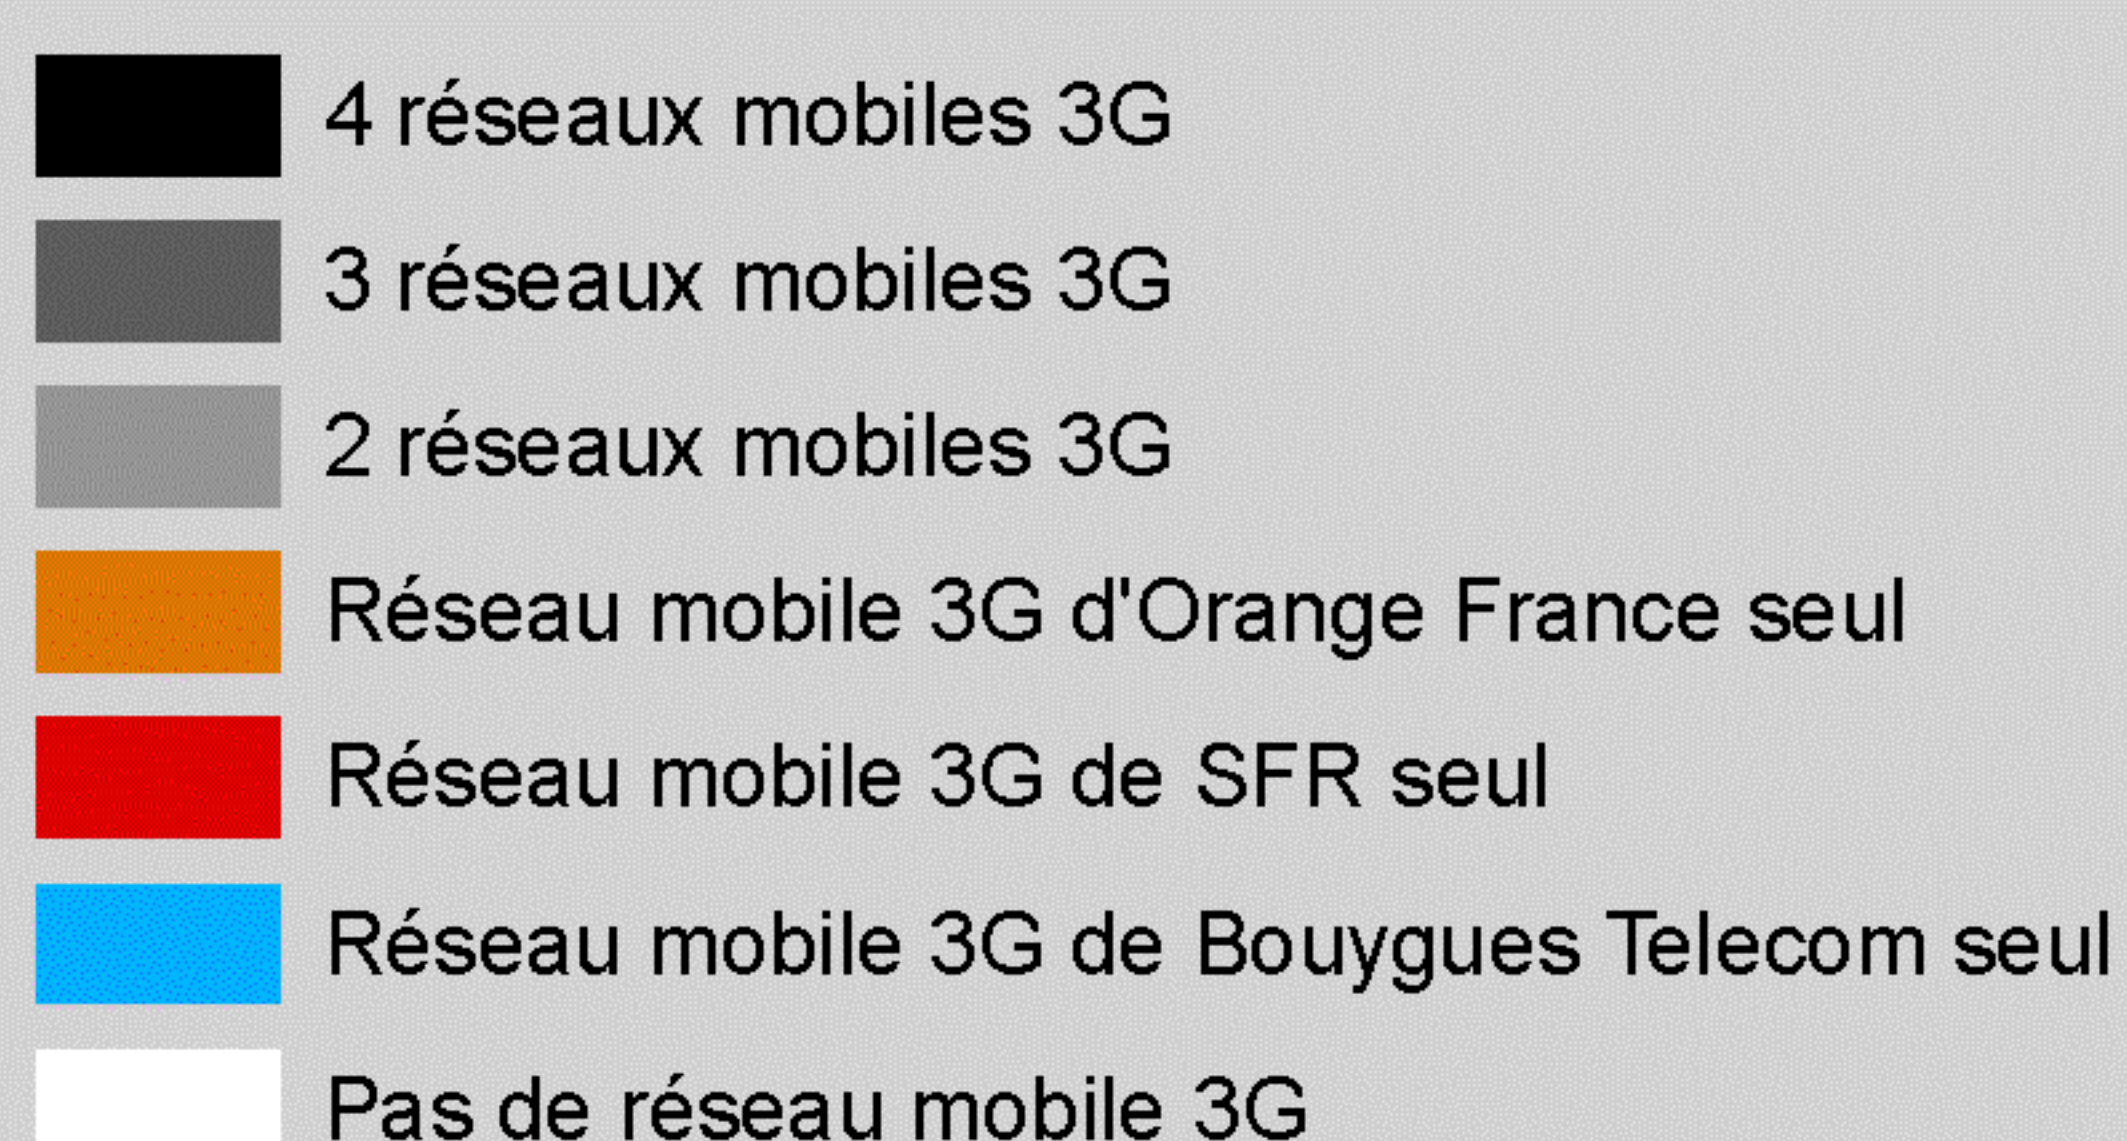 4 réseaux mobiles 3G
3 réseaux mobiles 3G
2 réseaux mobiles 3G
Réseau mobile 3G d'Orange France seul
Réseau mobile 3G de SFR seul
Réseau mobile 3G de Bouygues Telecom seul
Pas de réseau mobile 3G